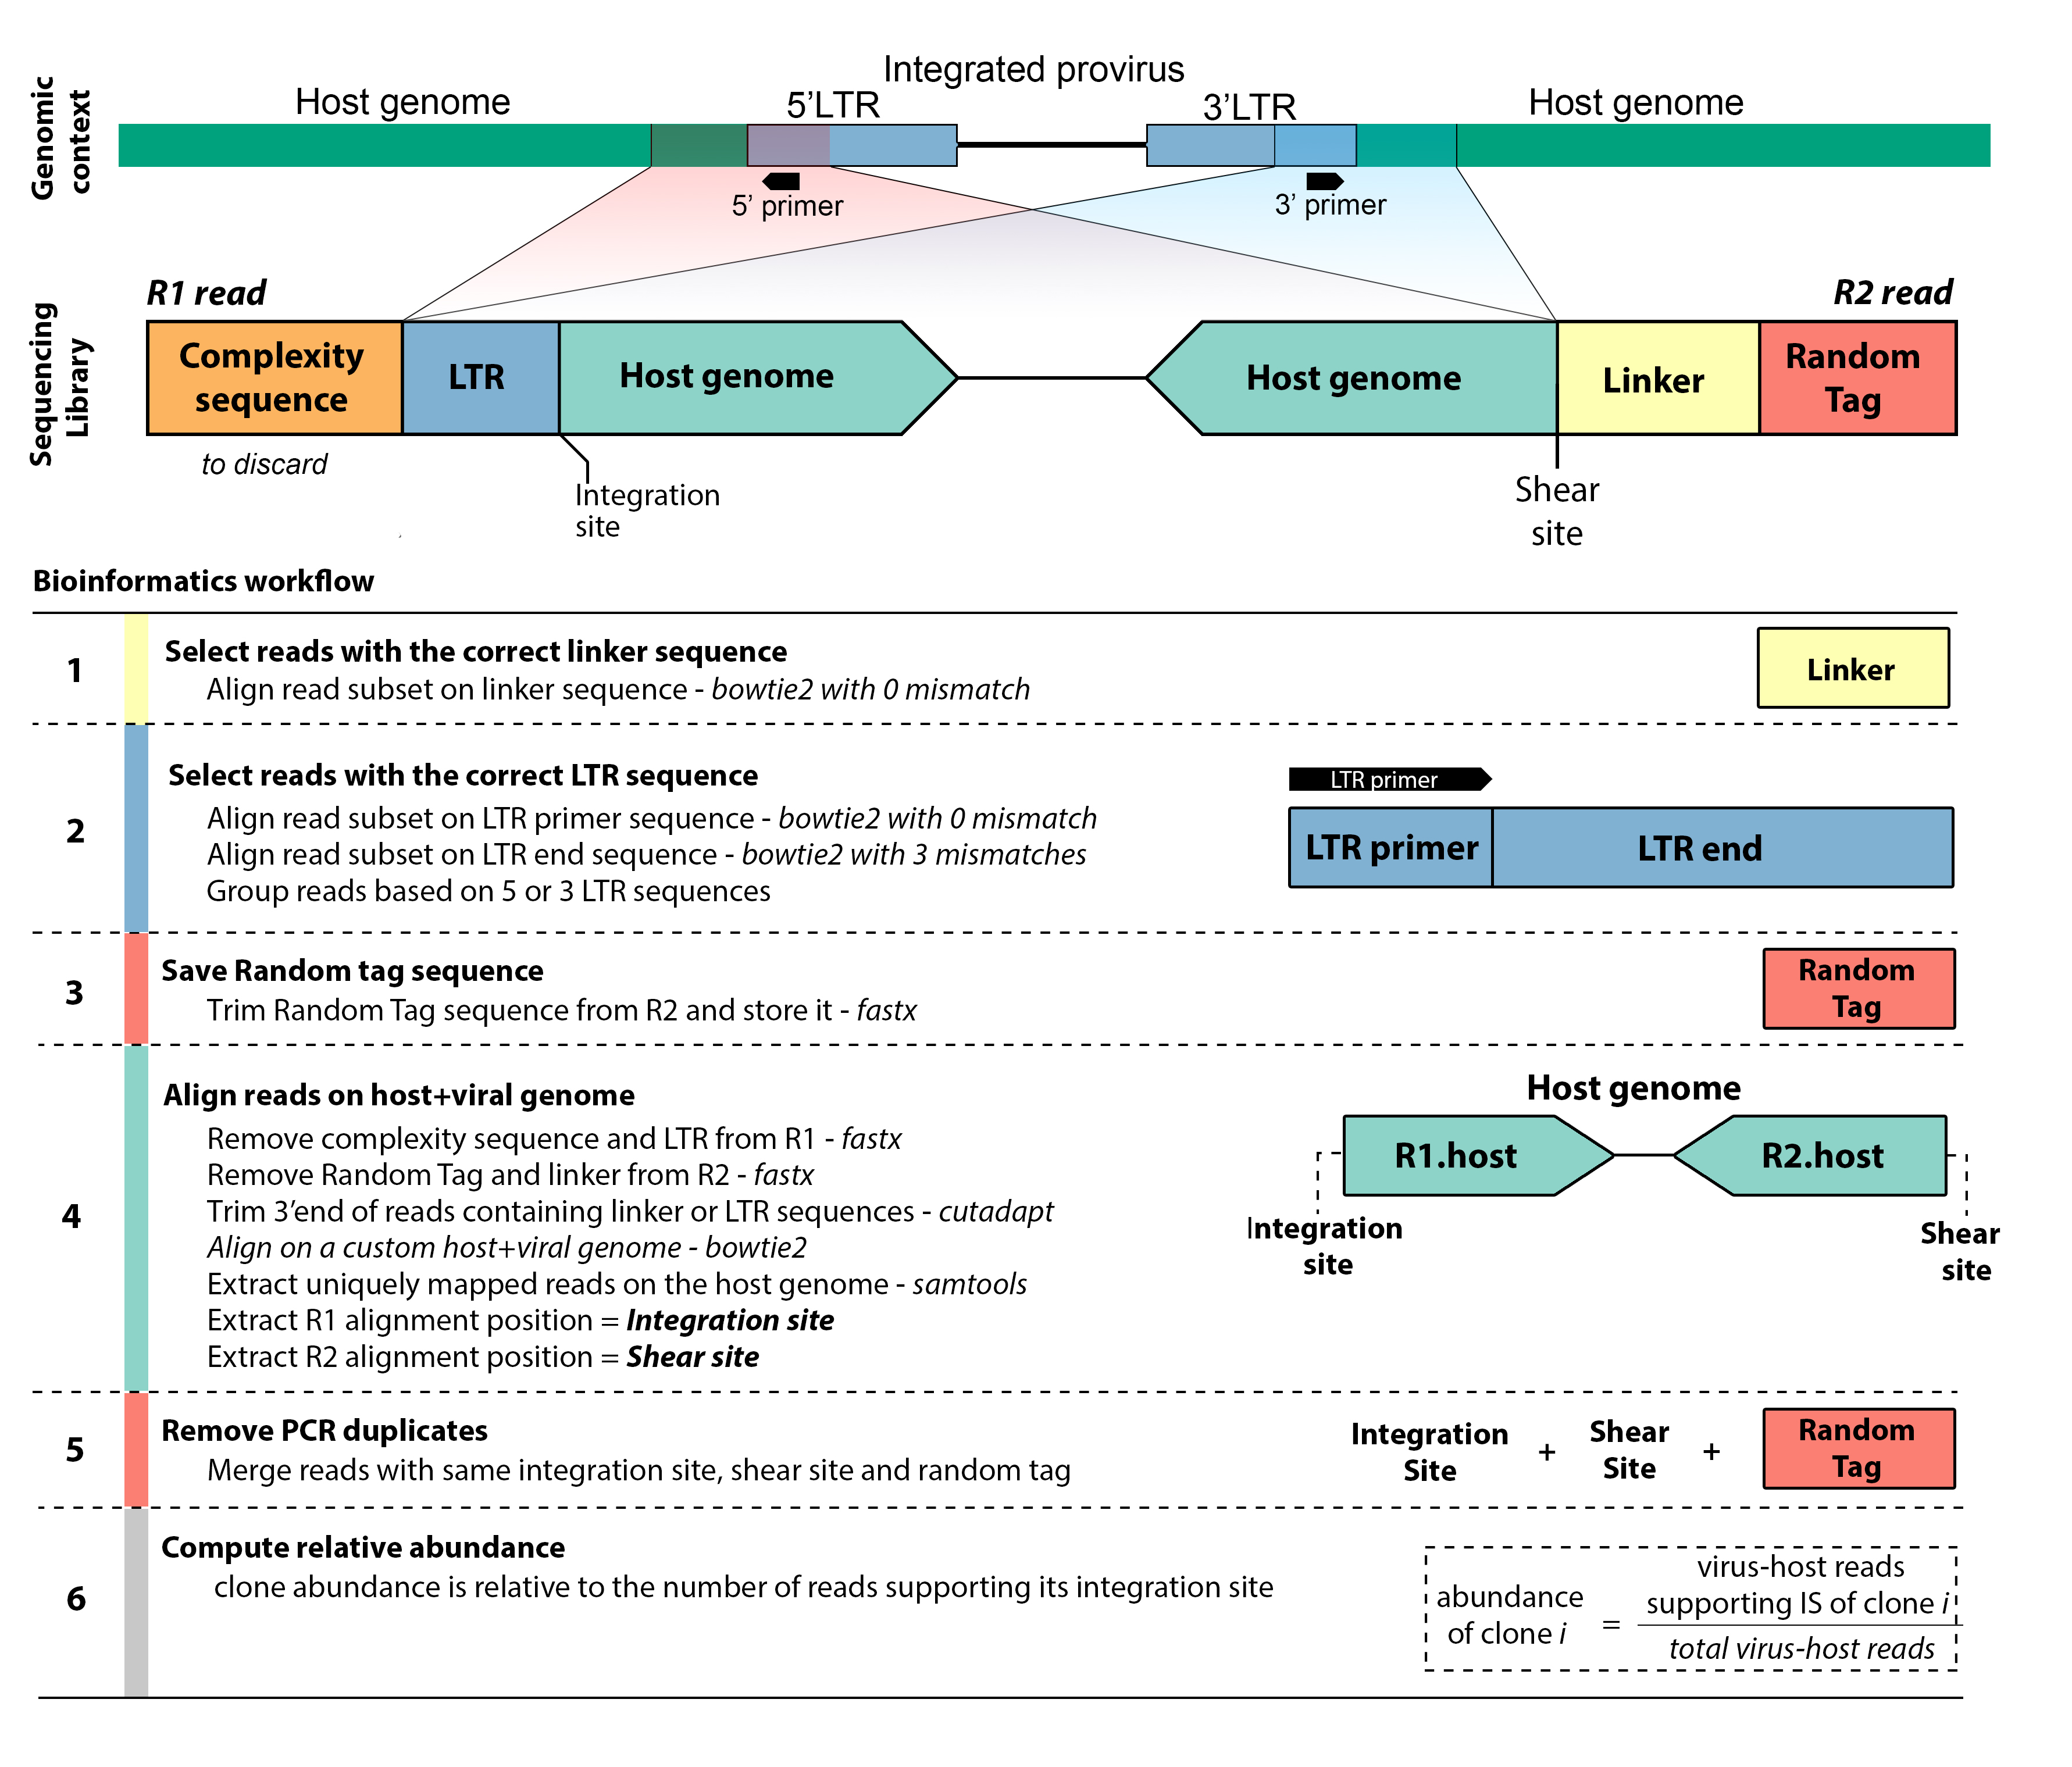 Genomic
context
Integrated provirus
Host genome
5'LTR
3'LTR
Host genome
5' primer
3' primer
Sequencing
Library
R1 read
R2 read
Complexity
sequence
LTR
Host genome
Host genome
Linker
Random
Tag
to discard
Integration
site
Shear
site
Bioinformatics workflow
1
Select reads with the correct linker sequence
Align read subset on linker sequence - bowtie2 with 0 mismatch
Linker
2
Select reads with the correct LTR sequence
Align read subset on LTR primer sequence - bowtie2 with 0 mismatch
Align read subset on LTR end sequence - bowtie2 with 3 mismatches
Group reads based on 5 or 3 LTR sequences
LTR primer
LTR primer
LTR end
3
Save Random tag sequence
Trim Random Tag sequence from R2 and store it - fastx
Random
Tag
4
Align reads on host+viral genome
Remove complexity sequence and LTR from R1 - fastx
Remove Random Tag and linker from R2 - fastx
Trim 3'end of reads containing linker or LTR sequences - cutadapt
Align on a custom host+viral genome - bowtie2
Extract uniquely mapped reads on the host genome - samtools
Extract R1 alignment position = Integration site
Extract R2 alignment position = Shear site
Host genome
R1.host
R2.host
Integration
site
Shear
site
5
Remove PCR duplicates
Merge reads with same integration site, shear site and random tag
Integration
Site
+
Shear
Site
+
Random
Tag
6
Compute relative abundance
clone abundance is relative to the number of reads supporting its integration site
abundance
of clone i
=
virus-host reads
supporting IS of clone i
total virus-host reads